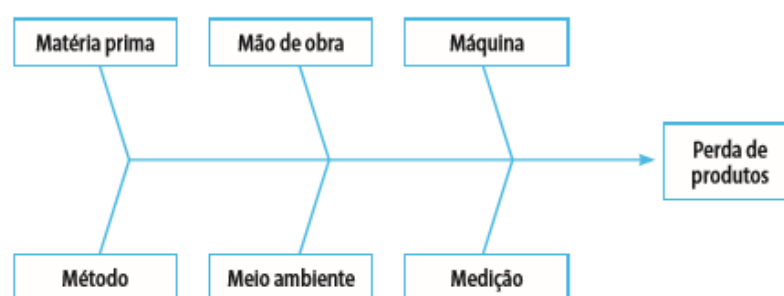 Matéria prima
Mão de obra
Máquina
Perda de
produtos
Método
Meio ambiente
Medição